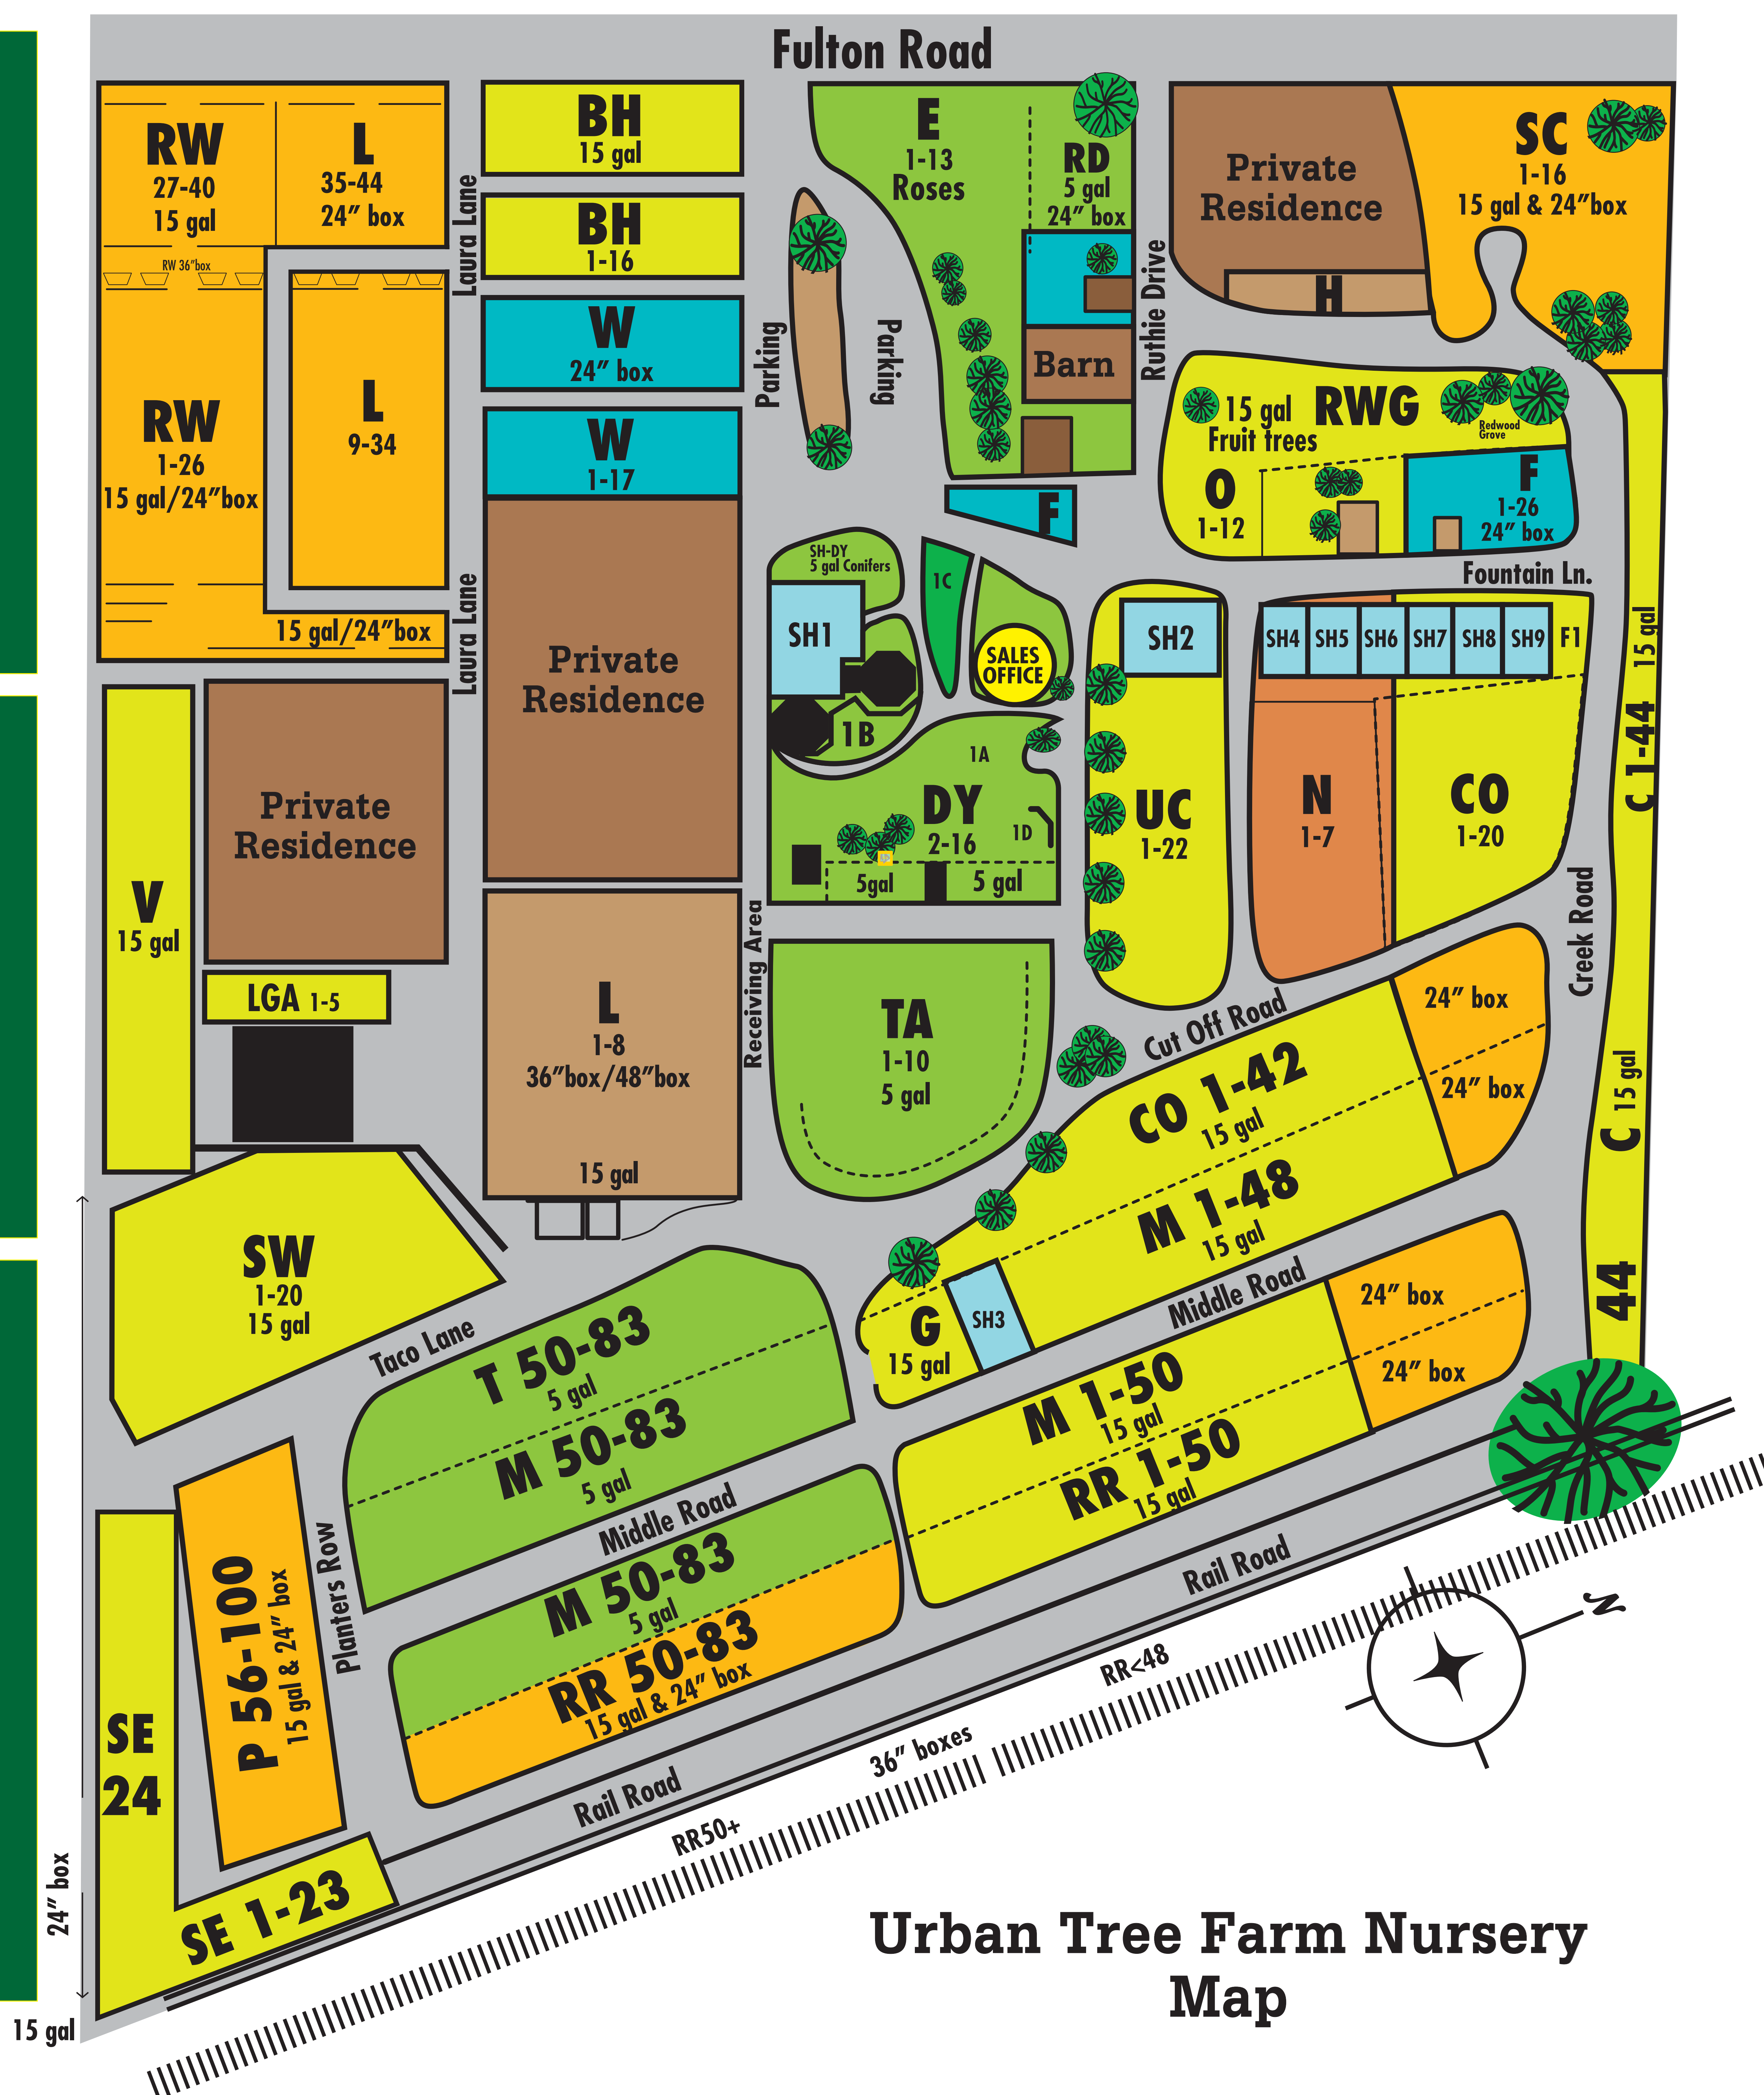 Fulton Road
RW
27-40
15 gal
L
35-44
24″ box
RW 36″box
RW
1-26
15 gal/24″box
L
9-34
15 gal/24″box
Laura Lane
Laura Lane
BH
15 gal
BH
1-16
W
24″ box
W
1-17
Private
Residence
Parking
Parking
E
1-13
Roses
RD
5 gal
24″ box
Barn
Ruthie Drive
Private
Residence
H
SC
1-16
15 gal & 24″box
15 gal
Fruit trees
RWG
Redwood
Grove
O
1-12
F
1-26
24″ box
F
Fountain Ln.
SH-DY
5 gal Conifers
SH1
1C
SALES
OFFICE
1B
1A
DY
2-16
1D
5gal
5 gal
SH2
UC
1-22
SH4
SH5
SH6
SH7
SH8
SH9
F1
N
1-7
CO
1-20
15 gal
C 1-44
Creek Road
C 15 gal
44
V
15 gal
Private
Residence
LGA 1-5
L
1-8
36″box/48″box
15 gal
Receiving Area
TA
1-10
5 gal
Cut Off Road
CO 1-42
15 gal
24″ box
24″ box
M 1-48
15 gal
G
15 gal
SH3
Middle Road
SW
1-20
15 gal
Taco Lane
T 50-83
5 gal
M 50-83
5 gal
Middle Road
M 1-50
15 gal
RR 1-50
15 gal
24″ box
24″ box
M 50-83
5 gal
RR 50-83
15 gal & 24″ box
Planters Row
P 56-100
15 gal & 24″ box
SE
24
SE 1-23
24″ box
15 gal
Rail Road
Rail Road
RR50+
36″ boxes
RR<48
N
Urban Tree Farm Nursery
Map